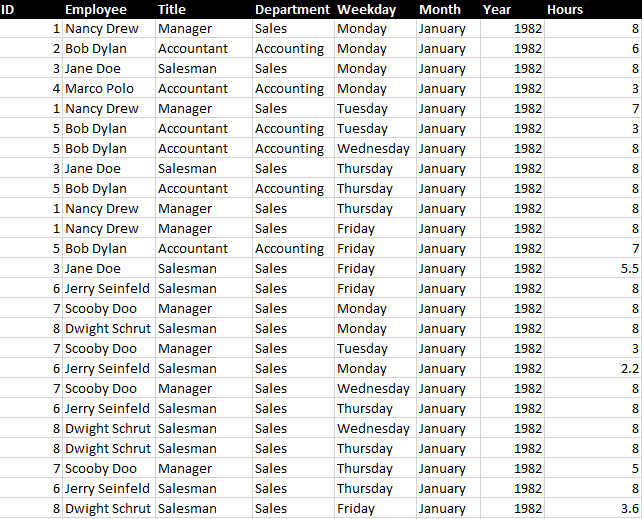 ID Employee Title Department Weekday Month Year Hours
1 Nancy Drew Manager Sales Monday January 1982 8
2 Bob Dylan Accountant Accounting Monday January 1982 6
3 Jane Doe Salesman Sales Monday January 1982 8
4 Marco Polo Accountant Accounting Monday January 1982 3
1 Nancy Drew Manager Sales Tuesday January 1982 7
5 Bob Dylan Accountant Accounting Tuesday January 1982 3
5 Bob Dylan Accountant Accounting Wednesday January 1982 8
3 Jane Doe Salesman Sales Thursday January 1982 8
5 Bob Dylan Accountant Accounting Thursday January 1982 8
1 Nancy Drew Manager Sales Thursday January 1982 8
1 Nancy Drew Manager Sales Friday January 1982 8
5 Bob Dylan Accountant Accounting Friday January 1982 7
3 Jane Doe Salesman Sales Friday January 1982 5.5
6 Jerry Seinfeld Salesman Sales Friday January 1982 8
7 Scooby Doo Manager Sales Monday January 1982 8
8 Dwight Schrut Salesman Sales Monday January 1982 8
7 Scooby Doo Manager Sales Tuesday January 1982 3
6 Jerry Seinfeld Salesman Sales Monday January 1982 2.2
7 Scooby Doo Manager Sales Wednesday January 1982 8
6 Jerry Seinfeld Salesman Sales Thursday January 1982 8
8 Dwight Schrut Salesman Sales Wednesday January 1982 8
8 Dwight Schrut Salesman Sales Thursday January 1982 8
7 Scooby Doo Manager Sales Thursday January 1982 5
6 Jerry Seinfeld Salesman Sales Thursday January 1982 8
8 Dwight Schrut Salesman Sales Friday January 1982 3.6